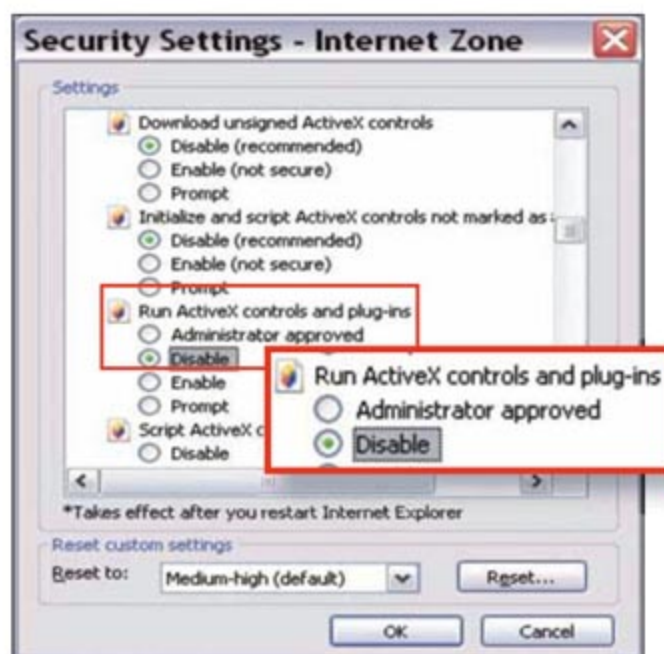 Security Settings - Internet Zone
Settings
Download unsigned ActiveX controls
Disable (recommended)
Enable (not secure)
Prompt
Initialize and script ActiveX controls not marked as
Disable (recommended)
Enable (not secure)
Prompt
Run ActiveX controls and plug-ins
Administrator approved
Disable
Enable
Prompt
Script ActiveX
Disable
Run ActiveX controls and plug-ins
Administrator approved
Disable
*Takes effect after you restart Internet Explorer
Reset custom settings
Reset to:
Medium-high (default)
Reset...
OK
Cancel